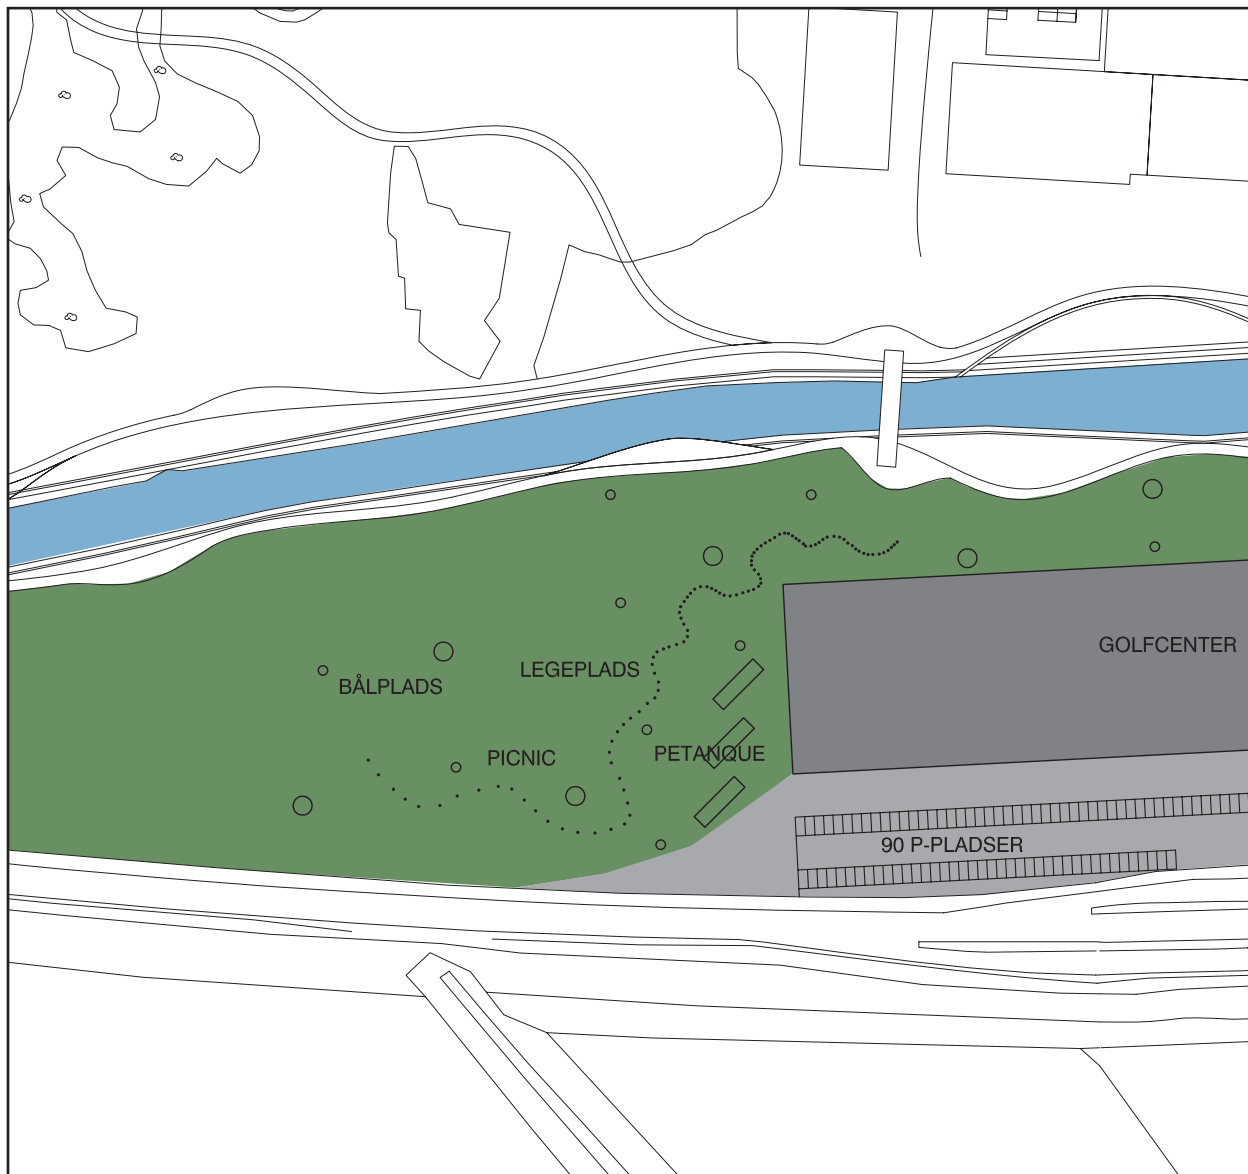 GOLFCENTER
LEGEPLADS
BÅLPLADS
PETANQUE
PICNIC
90 P-PLADSER